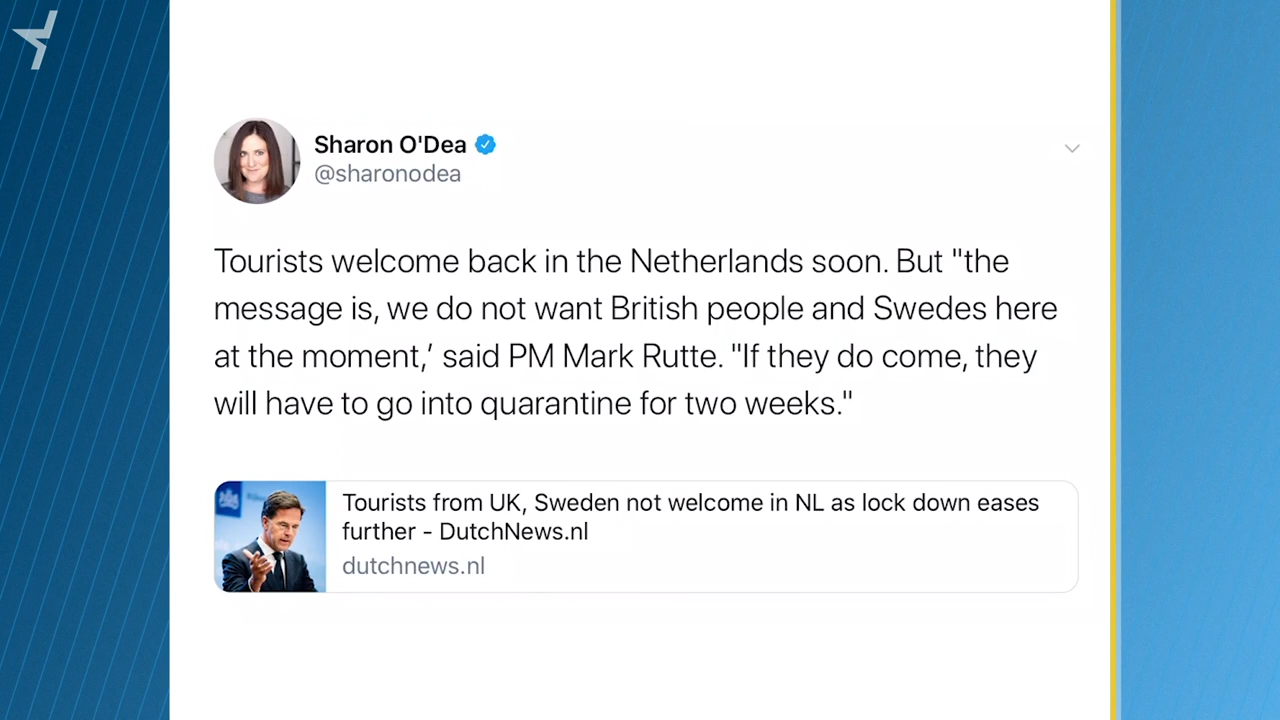 Sharon O'Dea
@sharonodea
Tourists welcome back in the Netherlands soon. But "the
message is, we do not want British people and Swedes here
at the moment,’ said PM Mark Rutte. "If they do come, they
will have to go into quarantine for two weeks."
Tourists from UK, Sweden not welcome in NL as lock down eases
further - DutchNews.nl
dutchnews.nl